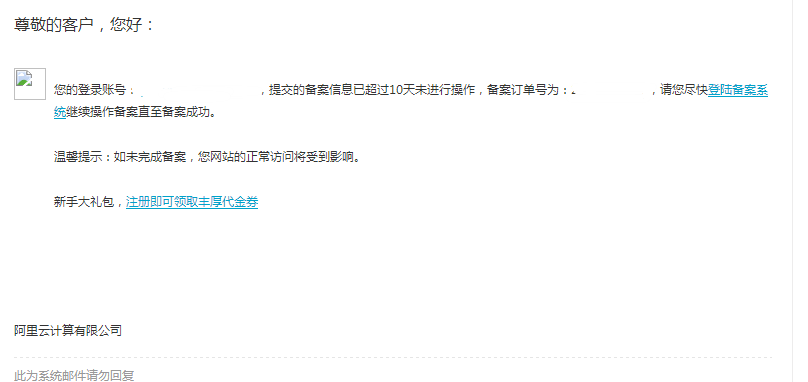 尊敬的客户，您好：
您的登录账号：，提交的备案信息已超过10天未进行操作，备案订单号为：，请您尽快登陆备案系
统继续操作备案直至备案成功。
温馨提示：如未完成备案，您网站的正常访问将受到影响。
新手大礼包，注册即可领取丰厚代金券
阿里云计算有限公司
此为系统邮件请勿回复